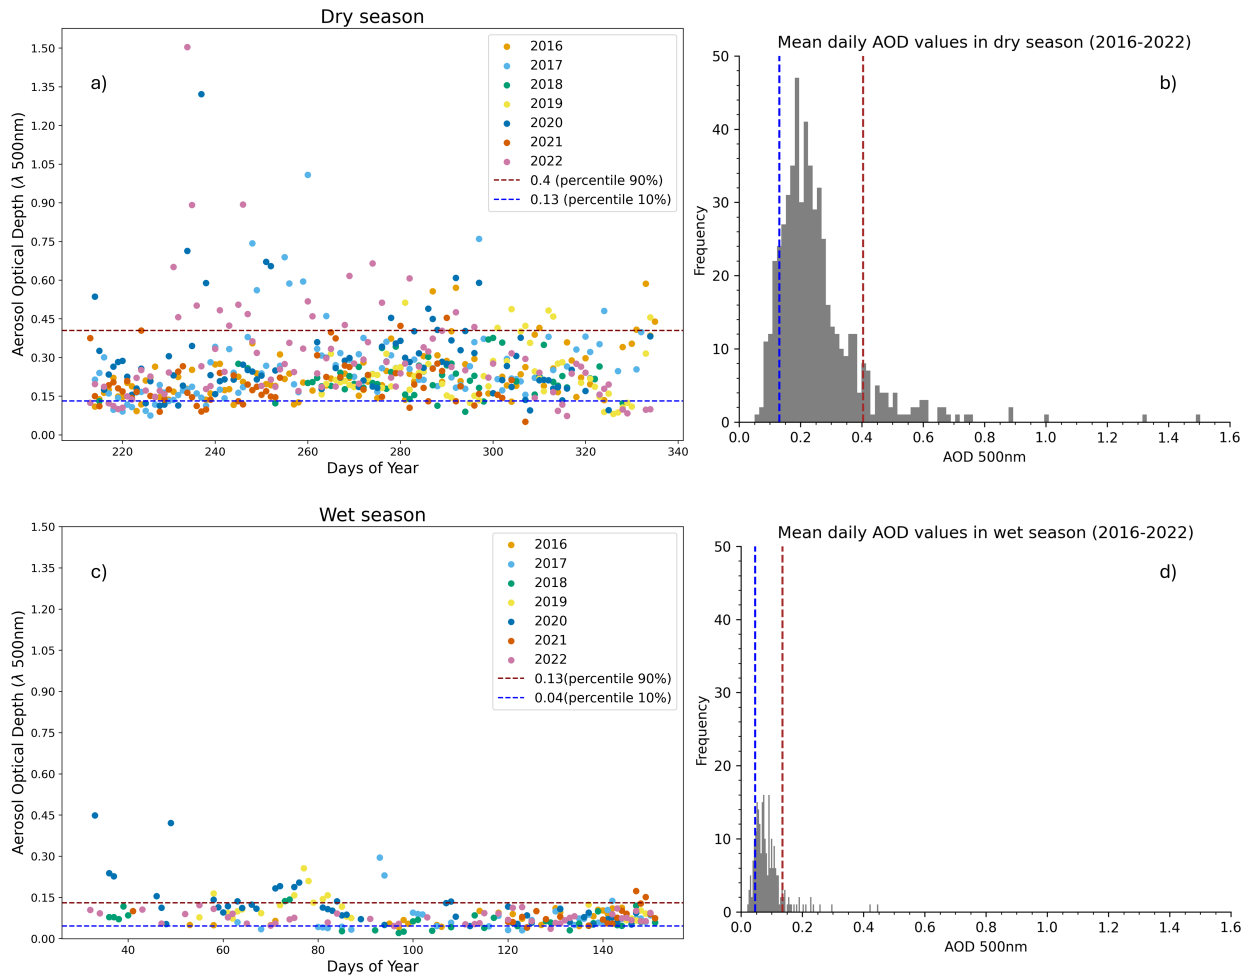 Dry season
a)
1.50
1.35
1.20
1.05
0.90
0.75
0.60
0.45
0.30
0.15
0.00
Aerosol Optical Depth (λ 500nm)
2016
2017
2018
2019
2020
2021
2022
0.4 (percentile 90%)
0.13 (percentile 10%)
220 240 260 280 300 320 340
Days of Year
Mean daily AOD values in dry season (2016-2022)
b)
50
40
30
20
10
0
Frequency
0.0 0.2 0.4 0.6 0.8 1.0 1.2 1.4 1.6
AOD 500nm
Wet season
c)
1.50
1.35
1.20
1.05
0.90
0.75
0.60
0.45
0.30
0.15
0.00
Aerosol Optical Depth (λ 500nm)
2016
2017
2018
2019
2020
2021
2022
0.13(percentile 90%)
0.04(percentile 10%)
40 60 80 100 120 140
Days of Year
Mean daily AOD values in wet season (2016-2022)
d)
50
40
30
20
10
0
Frequency
0.0 0.2 0.4 0.6 0.8 1.0 1.2 1.4 1.6
AOD 500nm